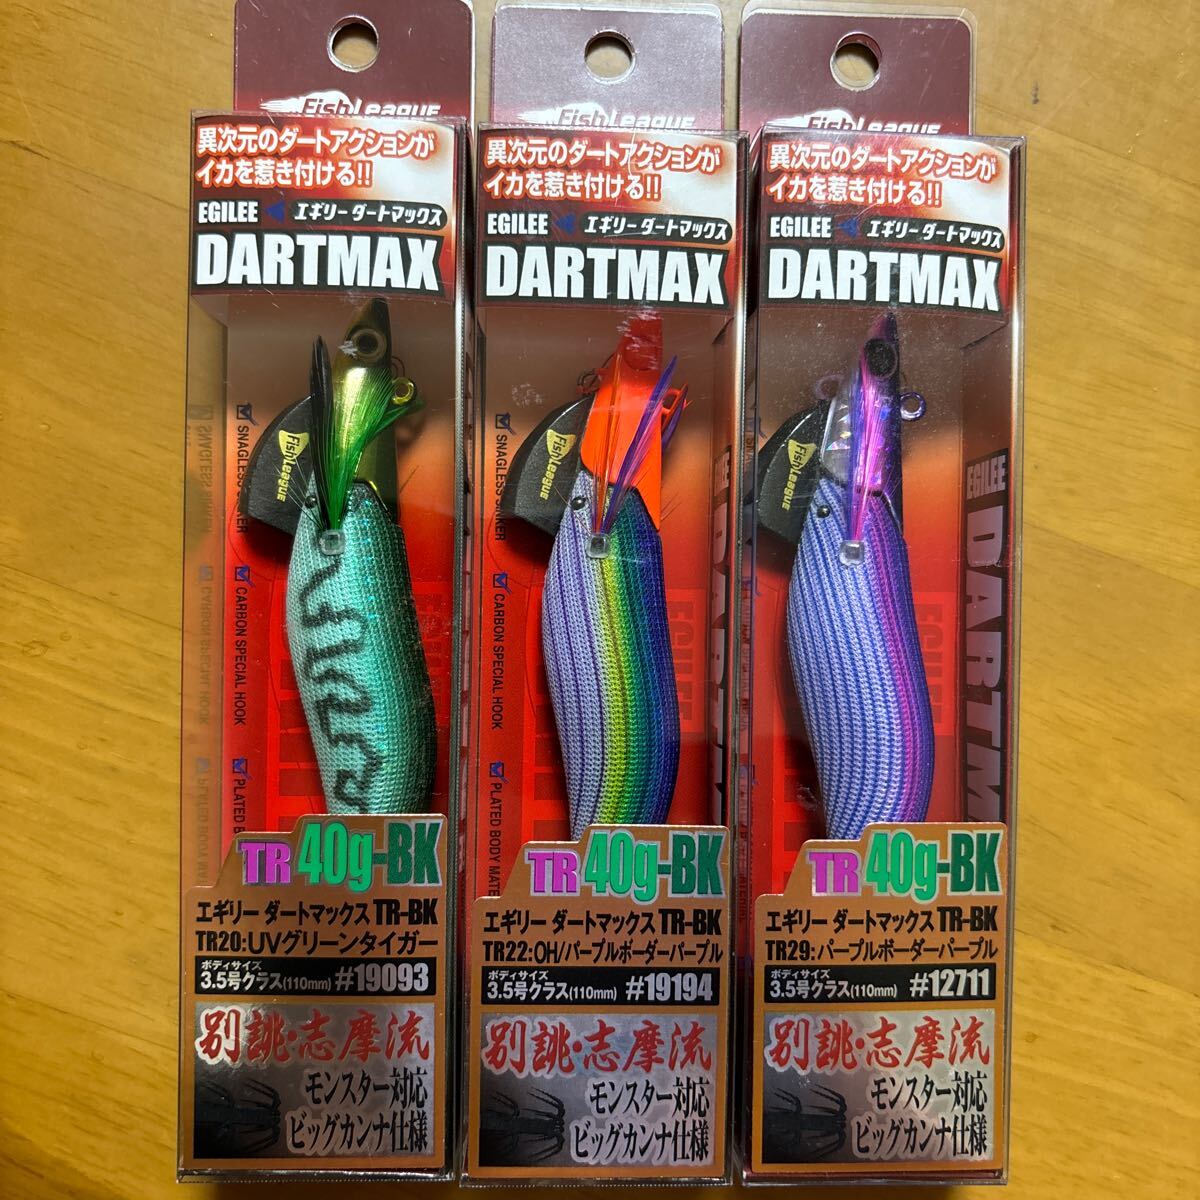 FishLeague
異次元のダートアクションが
イカを惹き付ける!!
EGILEE エギリーダートマックス
DARTMAX
FishLeague
SNAGLESS SINKER
CARBON SPECIAL HOOK
PLATED BODY MATE
TR 40g-BK
エギリー ダートマックス TR-BK
TR20:UVグリーンタイガー
ボディサイズ
3.5号クラス(110mm) #19093
別誂・志摩流
モンスター対応
ビッグカンナ仕様
FishLeague
異次元のダートアクションが
イカを惹き付ける!!
EGILEE エギリーダートマックス
DARTMAX
FishLeague
SNAGLESS SINKER
CARBON SPECIAL HOOK
PLATED BODY MATE
TR 40g-BK
エギリー ダートマックス TR-BK
TR22:OH/パープルボーダーパープル
ボディサイズ
3.5号クラス(110mm) #19194
別誂・志摩流
モンスター対応
ビッグカンナ仕様
FishLeague
異次元のダートアクションが
イカを惹き付ける!!
EGILEE エギリーダートマックス
DARTMAX
FishLeague
EGILEE
DARTM
TR 40g-BK
エギリー ダートマックス TR-BK
TR29:パープルボーダーパープル
ボディサイズ
3.5号クラス(110mm) #12711
別誂・志摩流
モンスター対応
ビッグカンナ仕様